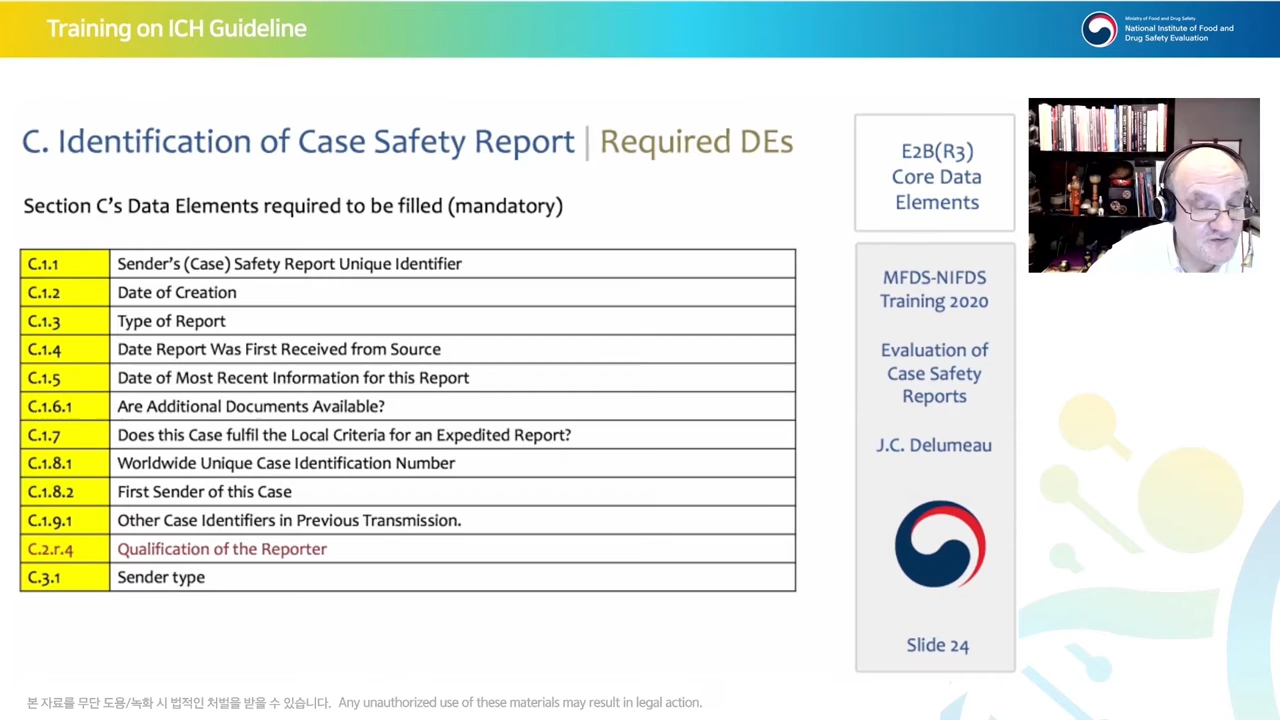 Training on ICH Guideline
Ministry of Food and Drug Safety
National Institute of Food and
Drug Safety Evaluation
C. Identification of Case Safety Report | Required DEs
Section C's Data Elements required to be filled (mandatory)
C.1.1 Sender's (Case) Safety Report Unique Identifier
C.1.2 Date of Creation
C.1.3 Type of Report
C.1.4 Date Report Was First Received from Source
C.1.5 Date of Most Recent Information for this Report
C.1.6.1 Are Additional Documents Available?
C.1.7 Does this Case fulfil the Local Criteria for an Expedited Report?
C.1.8.1 Worldwide Unique Case Identification Number
C.1.8.2 First Sender of this Case
C.1.9.1 Other Case Identifiers in Previous Transmission.
C.2.r.4 Qualification of the Reporter
C.3.1 Sender type
E2B(R3)
Core Data
Elements
MFDS-NIFDS
Training 2020
Evaluation of
Case Safety
Reports
J.C. Delumeau
Slide 24
본 자료를 무단 도용/녹화 시 법적인 처벌을 받을 수 있습니다. Any unauthorized use of these materials may result in legal action.